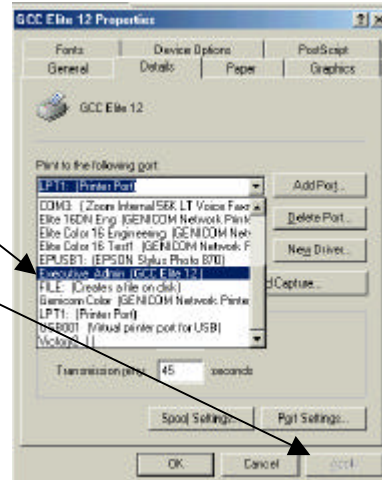 GCC Elite 12 Properties
Fonts Device Options PostScript
General Details Paper Graphics
GCC Elite 12
Print to the following port:
LPT1: (Printer Port)
Add Port...
COM3: (Zoom Internal 56K LT Voice Faxm
Elite 16DN Eng (GENICOM Network Printe
Delete Port...
Elite Color 16 Engineering (GENICOM Net
Elite Color 16 Test1 (GENICOM Network P
New Driver...
EPUSB1: (EPSON Stylus Photo 870)
Executive Admin (GCC Elite 12)
FILE: (Creates a file on disk)
Capture...
Genicom Color (GENICOM Network Printe
LPT1: (Printer Port)
USB001 (Virtual printer port for USB)
Transmission retry: 45 seconds
Spool Settings... Port Settings...
OK Cancel Apply